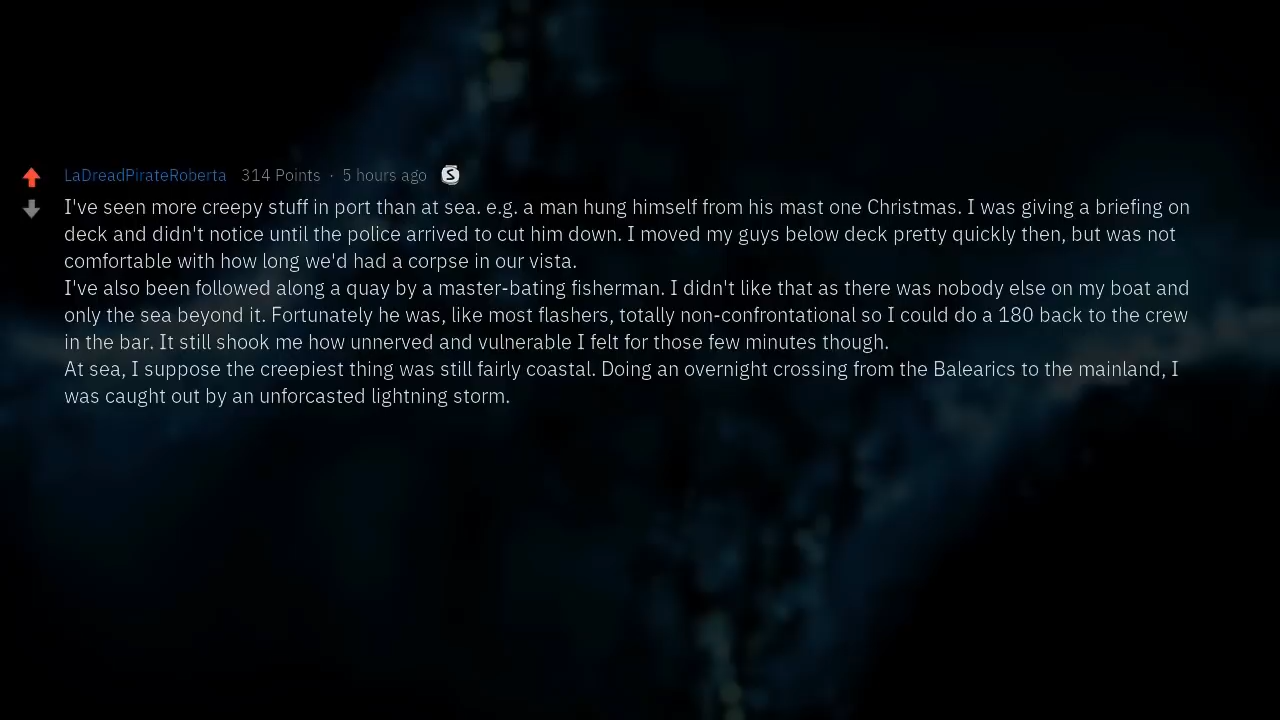 LaDreadPirateRoberta 314 Points · 5 hours ago S
I've seen more creepy stuff in port than at sea. e.g. a man hung himself from his mast one Christmas. I was giving a briefing on
deck and didn't notice until the police arrived to cut him down. I moved my guys below deck pretty quickly then, but was not
comfortable with how long we'd had a corpse in our vista.
I've also been followed along a quay by a master-bating fisherman. I didn't like that as there was nobody else on my boat and
only the sea beyond it. Fortunately he was, like most flashers, totally non-confrontational so I could do a 180 back to the crew
in the bar. It still shook me how unnerved and vulnerable I felt for those few minutes though.
At sea, I suppose the creepiest thing was still fairly coastal. Doing an overnight crossing from the Balearics to the mainland, I
was caught out by an unforcasted lightning storm.